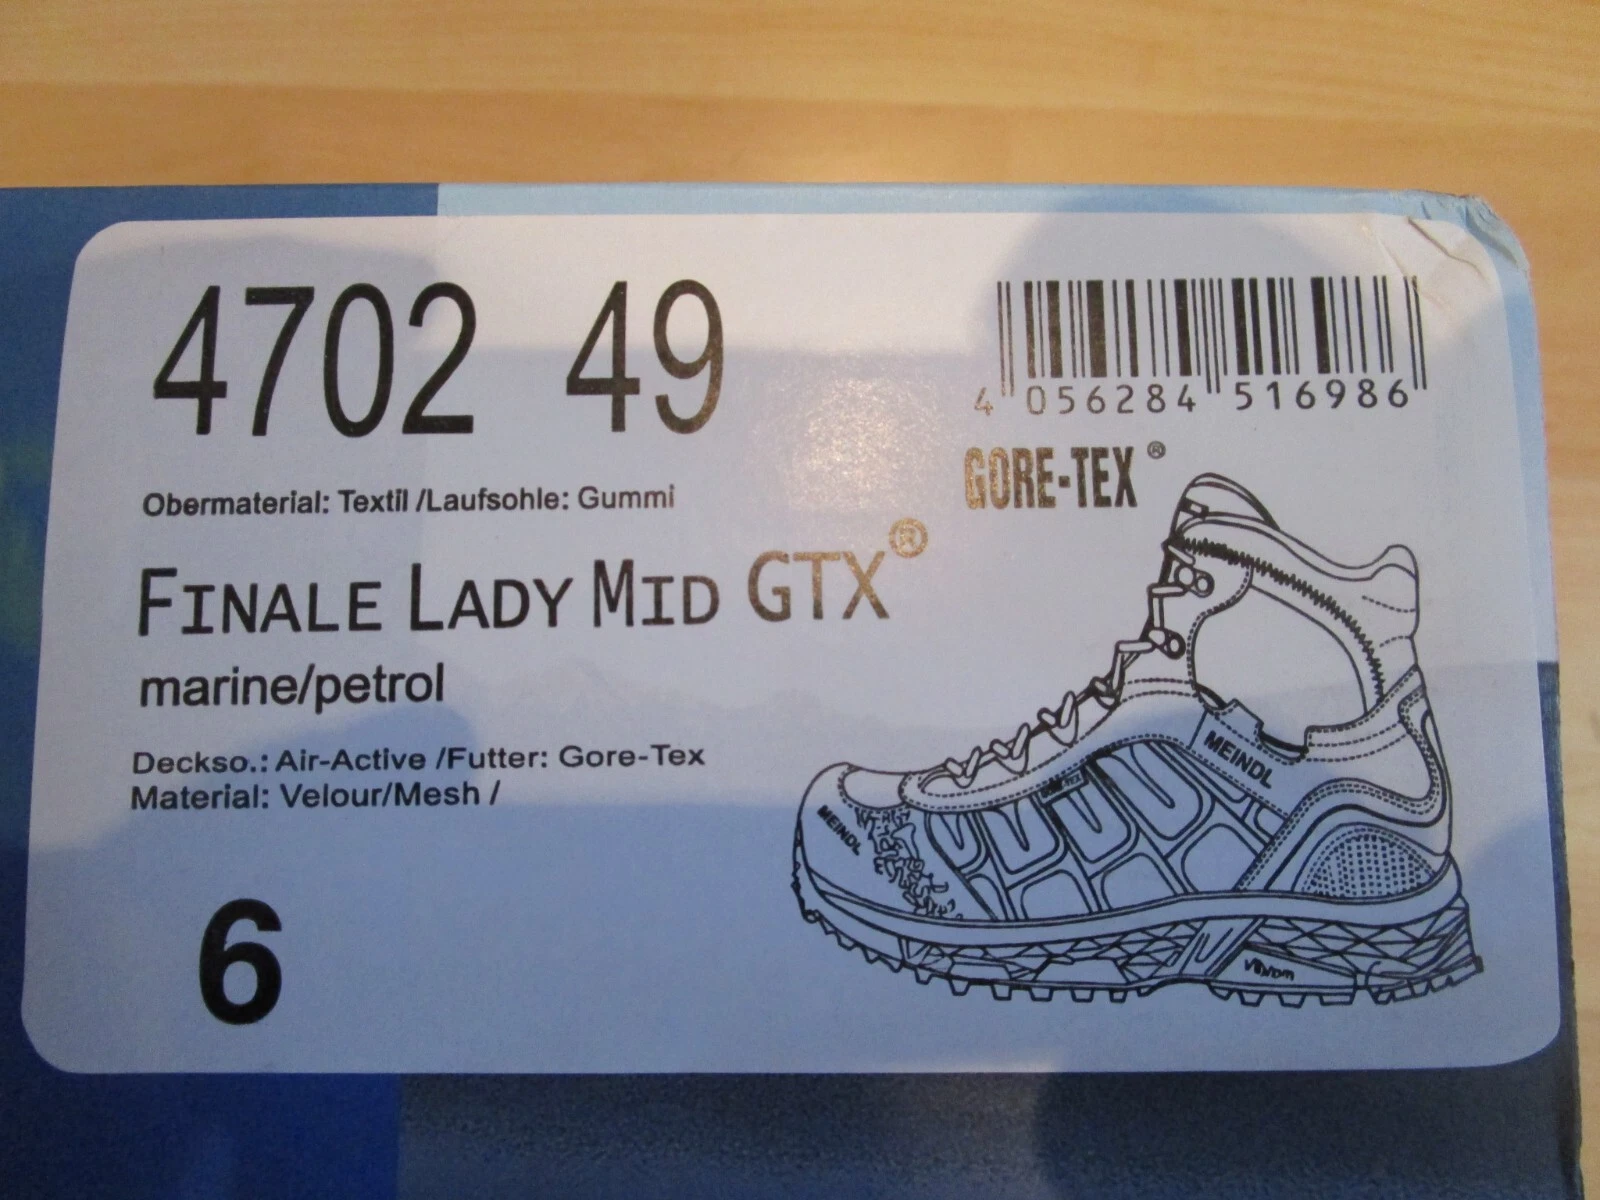 4702 49
4 056284 516986
GORE-TEX®
Obermaterial: Textil /Laufsohle: Gummi
FINALE LADY MID GTX®
marine/petrol
Deckso.: Air-Active /Futter: Gore-Tex
Material: Velour/Mesh /
6
MEINDL
MEINDL